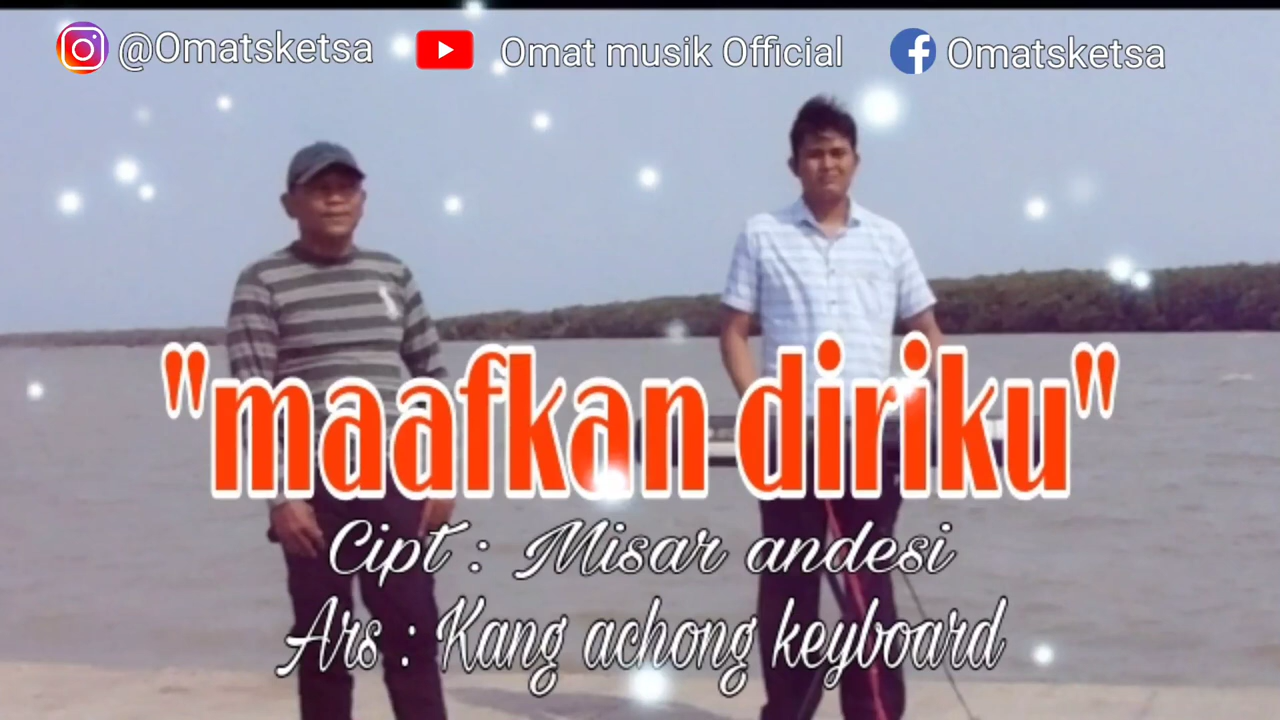 @Omatsketsa Omat musik Official Omatsketsa
"maafkan diriku"
Cipt : Misar andesi
Ars : Kang achong keyboard